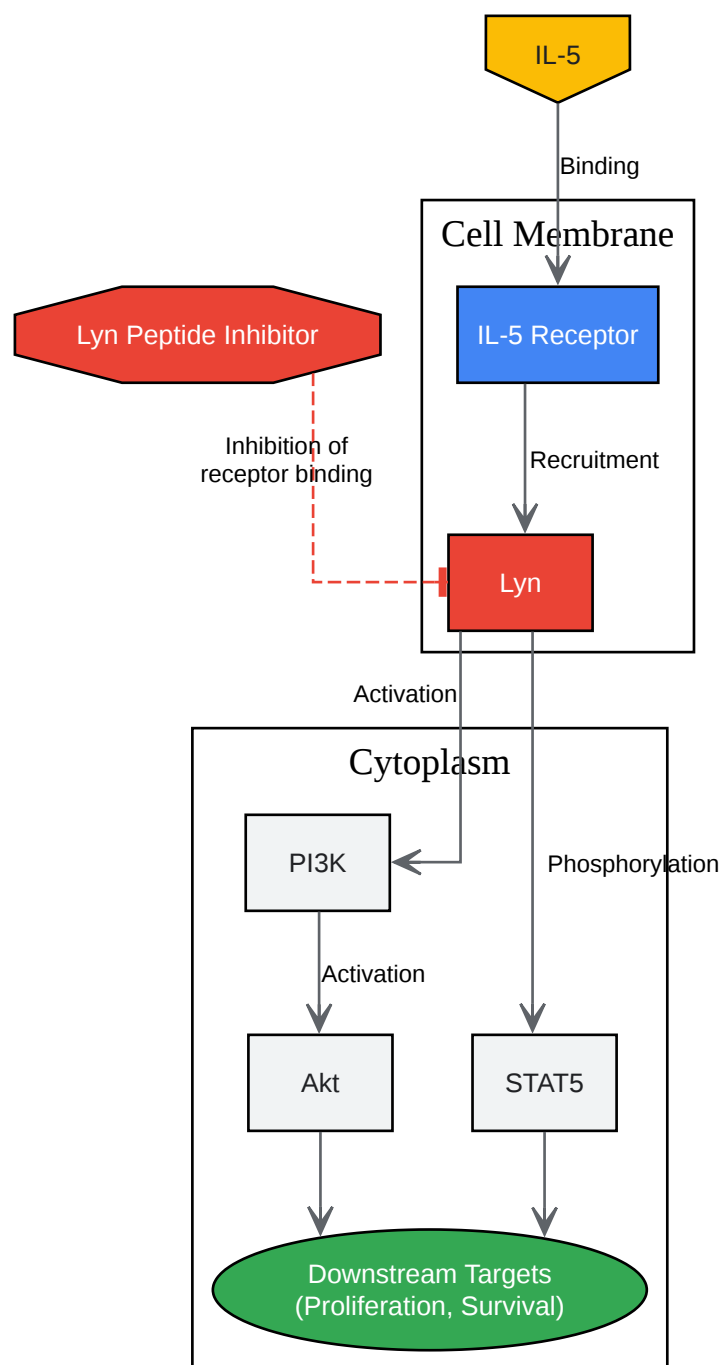 IL-5
Binding
Cell Membrane
Lyn Peptide Inhibitor
IL-5 Receptor
Inhibition of
receptor binding
Recruitment
Lyn
Activation
Cytoplasm
PI3K
Phosphorylation
Activation
Akt
STAT5
Downstream Targets
(Proliferation, Survival)